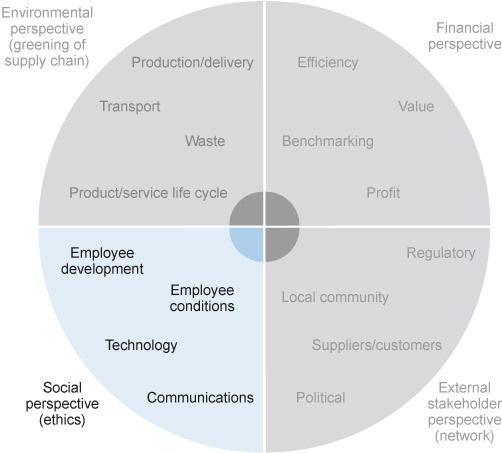 Environmental
perspective
(greening of
supply chain)
Production/delivery
Transport
Waste
Product/service life cycle
Financial
perspective
Efficiency
Value
Benchmarking
Profit
Employee
development
Employee
conditions
Technology
Communications
Social
perspective
(ethics)
Regulatory
Local community
Suppliers/customers
Political
External
stakeholder
perspective
(network)